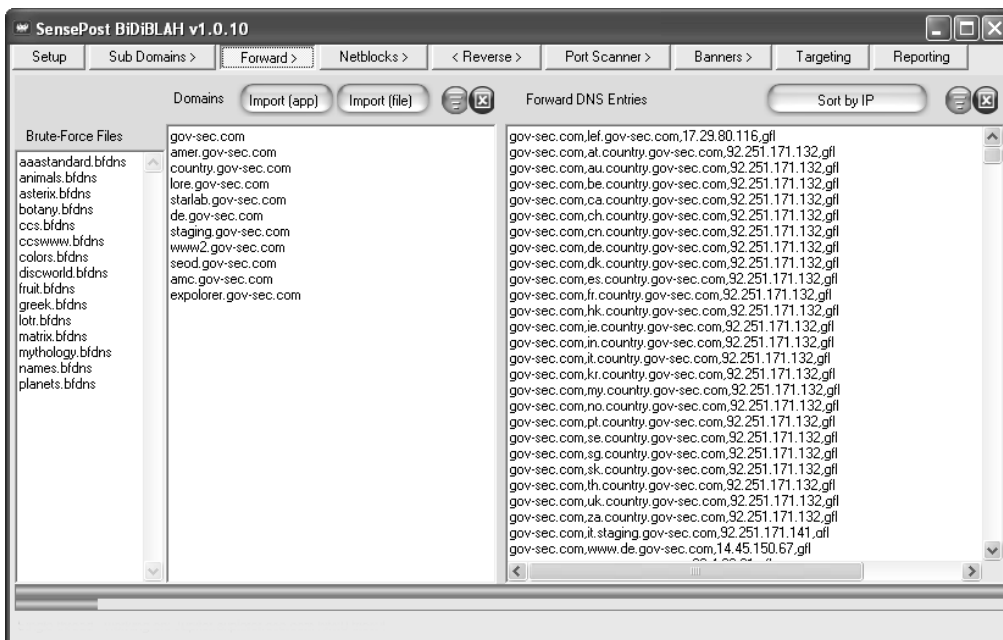 SensePost BiDiBLAH v1.0.10
Setup
Sub Domains >
Forward >
Netblocks >
< Reverse >
Port Scanner >
Banners >
Targeting
Reporting
Domains
Import (app)
Import (file)
Forward DNS Entries
Sort by IP
Brute-Force Files
aaastandard.bfdns
animals.bfdns
asterix.bfdns
botany.bfdns
ccs.bfdns
ccswww.bfdns
colors.bfdns
discworld.bfdns
fruit.bfdns
greek.bfdns
lotr.bfdns
matrix.bfdns
mythology.bfdns
names.bfdns
planets.bfdns
gov-sec.com
amer.gov-sec.com
country.gov-sec.com
lore.gov-sec.com
starlab.gov-sec.com
de.gov-sec.com
staging.gov-sec.com
www2.gov-sec.com
seod.gov-sec.com
amc.gov-sec.com
expolorer.gov-sec.com
gov-sec.com,lef.gov-sec.com,17.29.80.116,gfl
gov-sec.com,at.country.gov-sec.com,92.251.171.132,gfl
gov-sec.com,au.country.gov-sec.com,92.251.171.132,gfl
gov-sec.com,be.country.gov-sec.com,92.251.171.132,gfl
gov-sec.com,ca.country.gov-sec.com,92.251.171.132,gfl
gov-sec.com,ch.country.gov-sec.com,92.251.171.132,gfl
gov-sec.com,cn.country.gov-sec.com,92.251.171.132,gfl
gov-sec.com,de.country.gov-sec.com,92.251.171.132,gfl
gov-sec.com,dk.country.gov-sec.com,92.251.171.132,gfl
gov-sec.com,es.country.gov-sec.com,92.251.171.132,gfl
gov-sec.com,fr.country.gov-sec.com,92.251.171.132,gfl
gov-sec.com,hk.country.gov-sec.com,92.251.171.132,gfl
gov-sec.com,ie.country.gov-sec.com,92.251.171.132,gfl
gov-sec.com,in.country.gov-sec.com,92.251.171.132,gfl
gov-sec.com,it.country.gov-sec.com,92.251.171.132,gfl
gov-sec.com,kr.country.gov-sec.com,92.251.171.132,gfl
gov-sec.com,my.country.gov-sec.com,92.251.171.132,gfl
gov-sec.com,no.country.gov-sec.com,92.251.171.132,gfl
gov-sec.com,pt.country.gov-sec.com,92.251.171.132,gfl
gov-sec.com,se.country.gov-sec.com,92.251.171.132,gfl
gov-sec.com,sg.country.gov-sec.com,92.251.171.132,gfl
gov-sec.com,sk.country.gov-sec.com,92.251.171.132,gfl
gov-sec.com,th.country.gov-sec.com,92.251.171.132,gfl
gov-sec.com,uk.country.gov-sec.com,92.251.171.132,gfl
gov-sec.com,za.country.gov-sec.com,92.251.171.132,gfl
gov-sec.com,it.staging.gov-sec.com,92.251.171.141,gfl
gov-sec.com,www.de.gov-sec.com,14.45.150.67,gfl